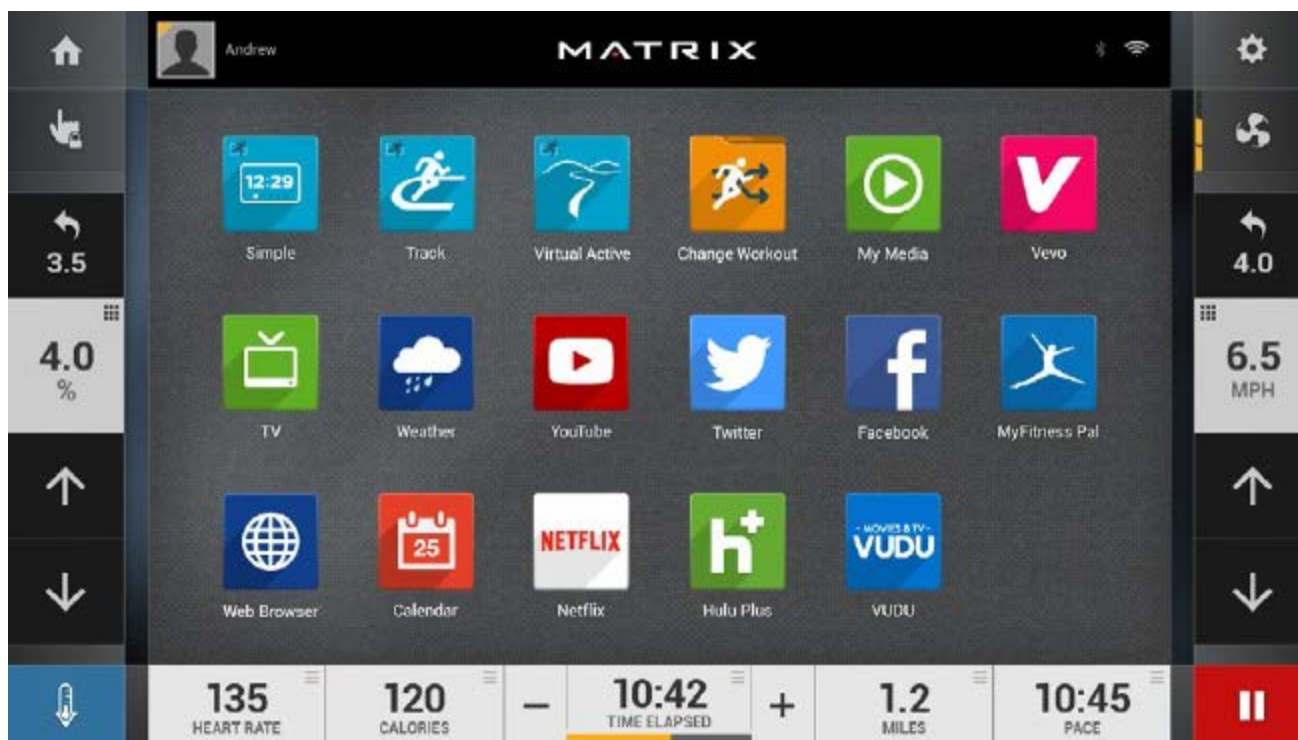 Andrew
MATRIX
3.5
4.0
%
12:29
Simple
Track
Virtual Active
Change Workout
My Media
V
Vevo
TV
Weather
YouTube
Twitter
f
Facebook
MyFitness Pal
Web Browser
25
Calendar
NETFLIX
Netflix
h+
Hulu Plus
- MOVIES & TV -
VUDU
VUDU
4.0
6.5
MPH
135
HEART RATE
120
CALORIES
−
10:42
TIME ELAPSED
+
1.2
MILES
10:45
PACE